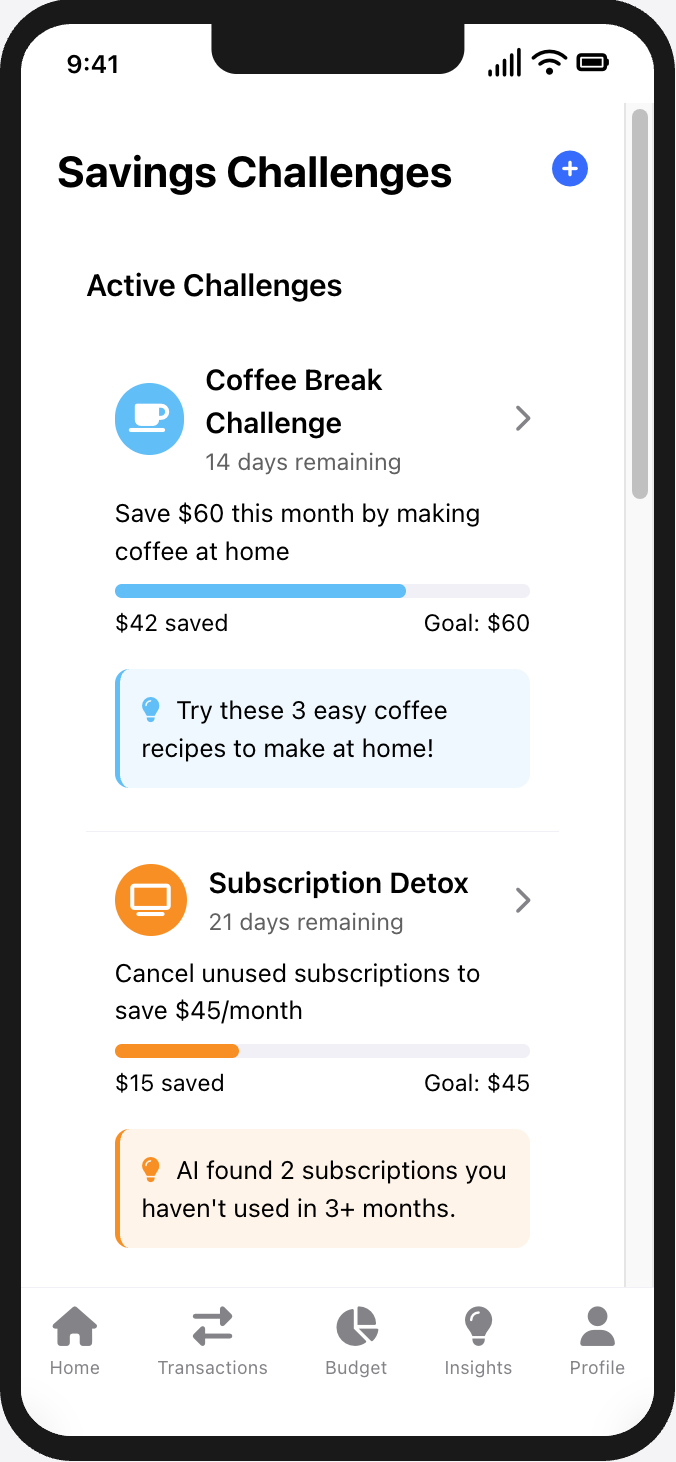 9:41
Savings Challenges
Active Challenges
Coffee Break
Challenge
14 days remaining
Save $60 this month by making
coffee at home
$42 saved
Goal: $60
Try these 3 easy coffee
recipes to make at home!
Subscription Detox
21 days remaining
Cancel unused subscriptions to
save $45/month
$15 saved
Goal: $45
AI found 2 subscriptions you
haven't used in 3+ months.
Home
Transactions
Budget
Insights
Profile